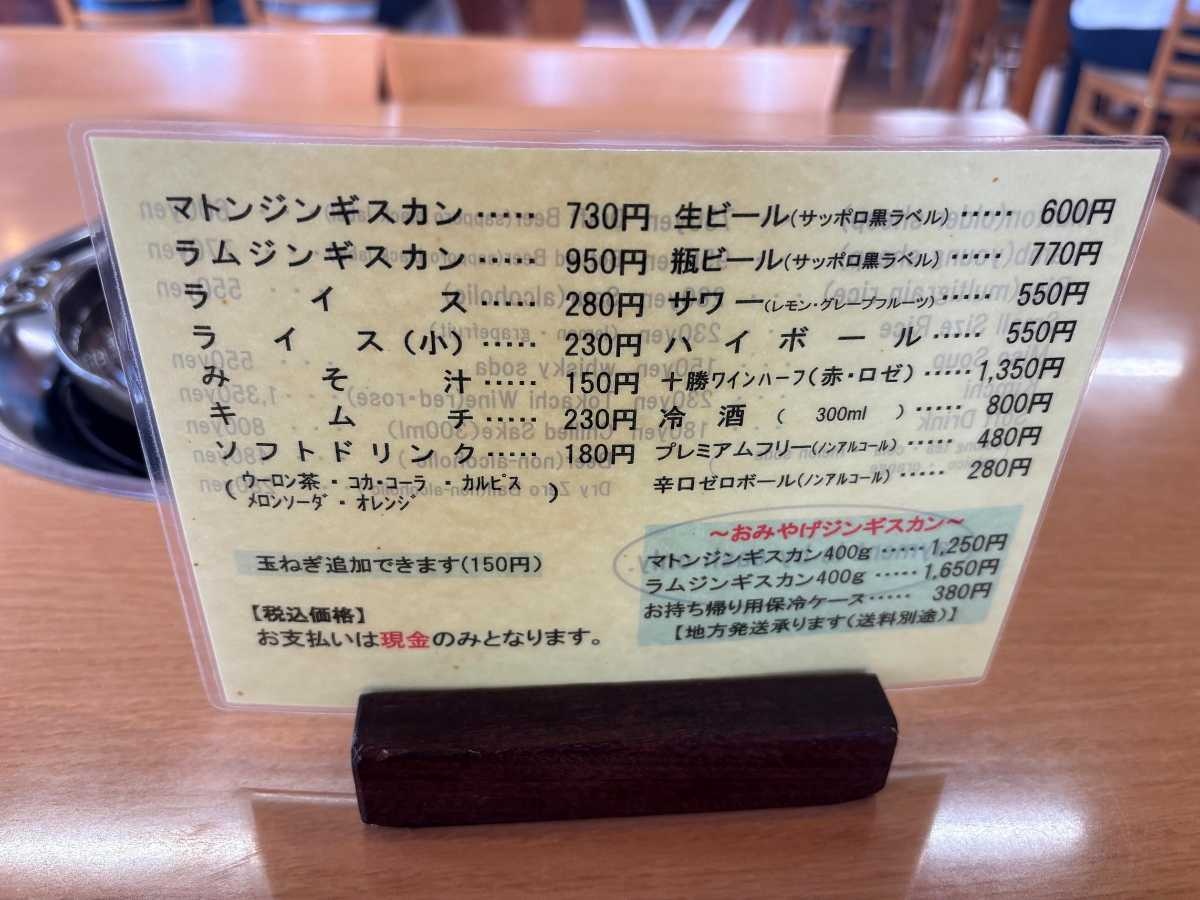 マトンジンギスカン ‥‥‥ 730円
ラムジンギスカン ‥‥‥ 950円
ライス ‥‥‥ 280円
ライス(小) ‥‥‥ 230円
みそ汁 ‥‥‥ 150円
キムチ ‥‥‥ 230円
ソフトドリンク ‥‥‥ 180円
(ウーロン茶・コカ・コーラ・カルピス
メロンソーダ・オレンジ)
玉ねぎ追加できます(150円)
【税込価格】
お支払いは現金のみとなります。
生ビール(サッポロ黒ラベル)‥‥‥ 600円
瓶ビール(サッポロ黒ラベル)‥‥‥ 770円
サワー(レモン・グレープフルーツ)‥‥‥ 550円
ハイボール ‥‥‥ 550円
十勝ワインハーフ(赤・ロゼ)‥‥‥1,350円
冷酒( 300ml )‥‥‥ 800円
プレミアムフリー(ノンアルコール)‥‥‥ 480円
辛口ゼロボール(ノンアルコール)‥‥‥ 280円
～おみやげジンギスカン～
マトンジンギスカン400g ‥‥‥1,250円
ラムジンギスカン400g ‥‥‥1,650円
お持ち帰り用保冷ケース‥‥‥ 380円
【地方発送承ります(送料別途)】